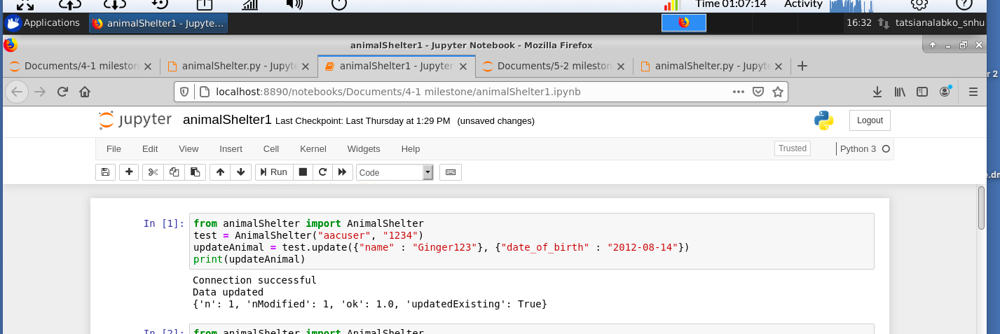 Time 01:07:14 Activity
Applications animalShelter1 - Jupyte... 16:32 tatsianalabko_snhu
animalShelter1 - Jupyter Notebook - Mozilla Firefox
Documents/4-1 mileston animalShelter.py - Jupyte animalShelter1 - Jupyter Documents/5-2 mileston animalShelter.py - Jupyte
r 2
localhost:8890/notebooks/Documents/4-1 milestone/animalShelter1.ipynb
jupyter animalShelter1 Last Checkpoint: Last Thursday at 1:29 PM (unsaved changes) Logout
File Edit View Insert Cell Kernel Widgets Help Trusted Python 3
Run Code
e.dm
In [1]: from animalShelter import AnimalShelter
test = AnimalShelter("aacuser", "1234")
updateAnimal = test.update({"name" : "Ginger123"}, {"date_of_birth" : "2012-08-14"})
print(updateAnimal)
Connection successful
Data updated
{'n': 1, 'nModified': 1, 'ok': 1.0, 'updatedExisting': True}
In [2]: from animalShelter import AnimalShelter